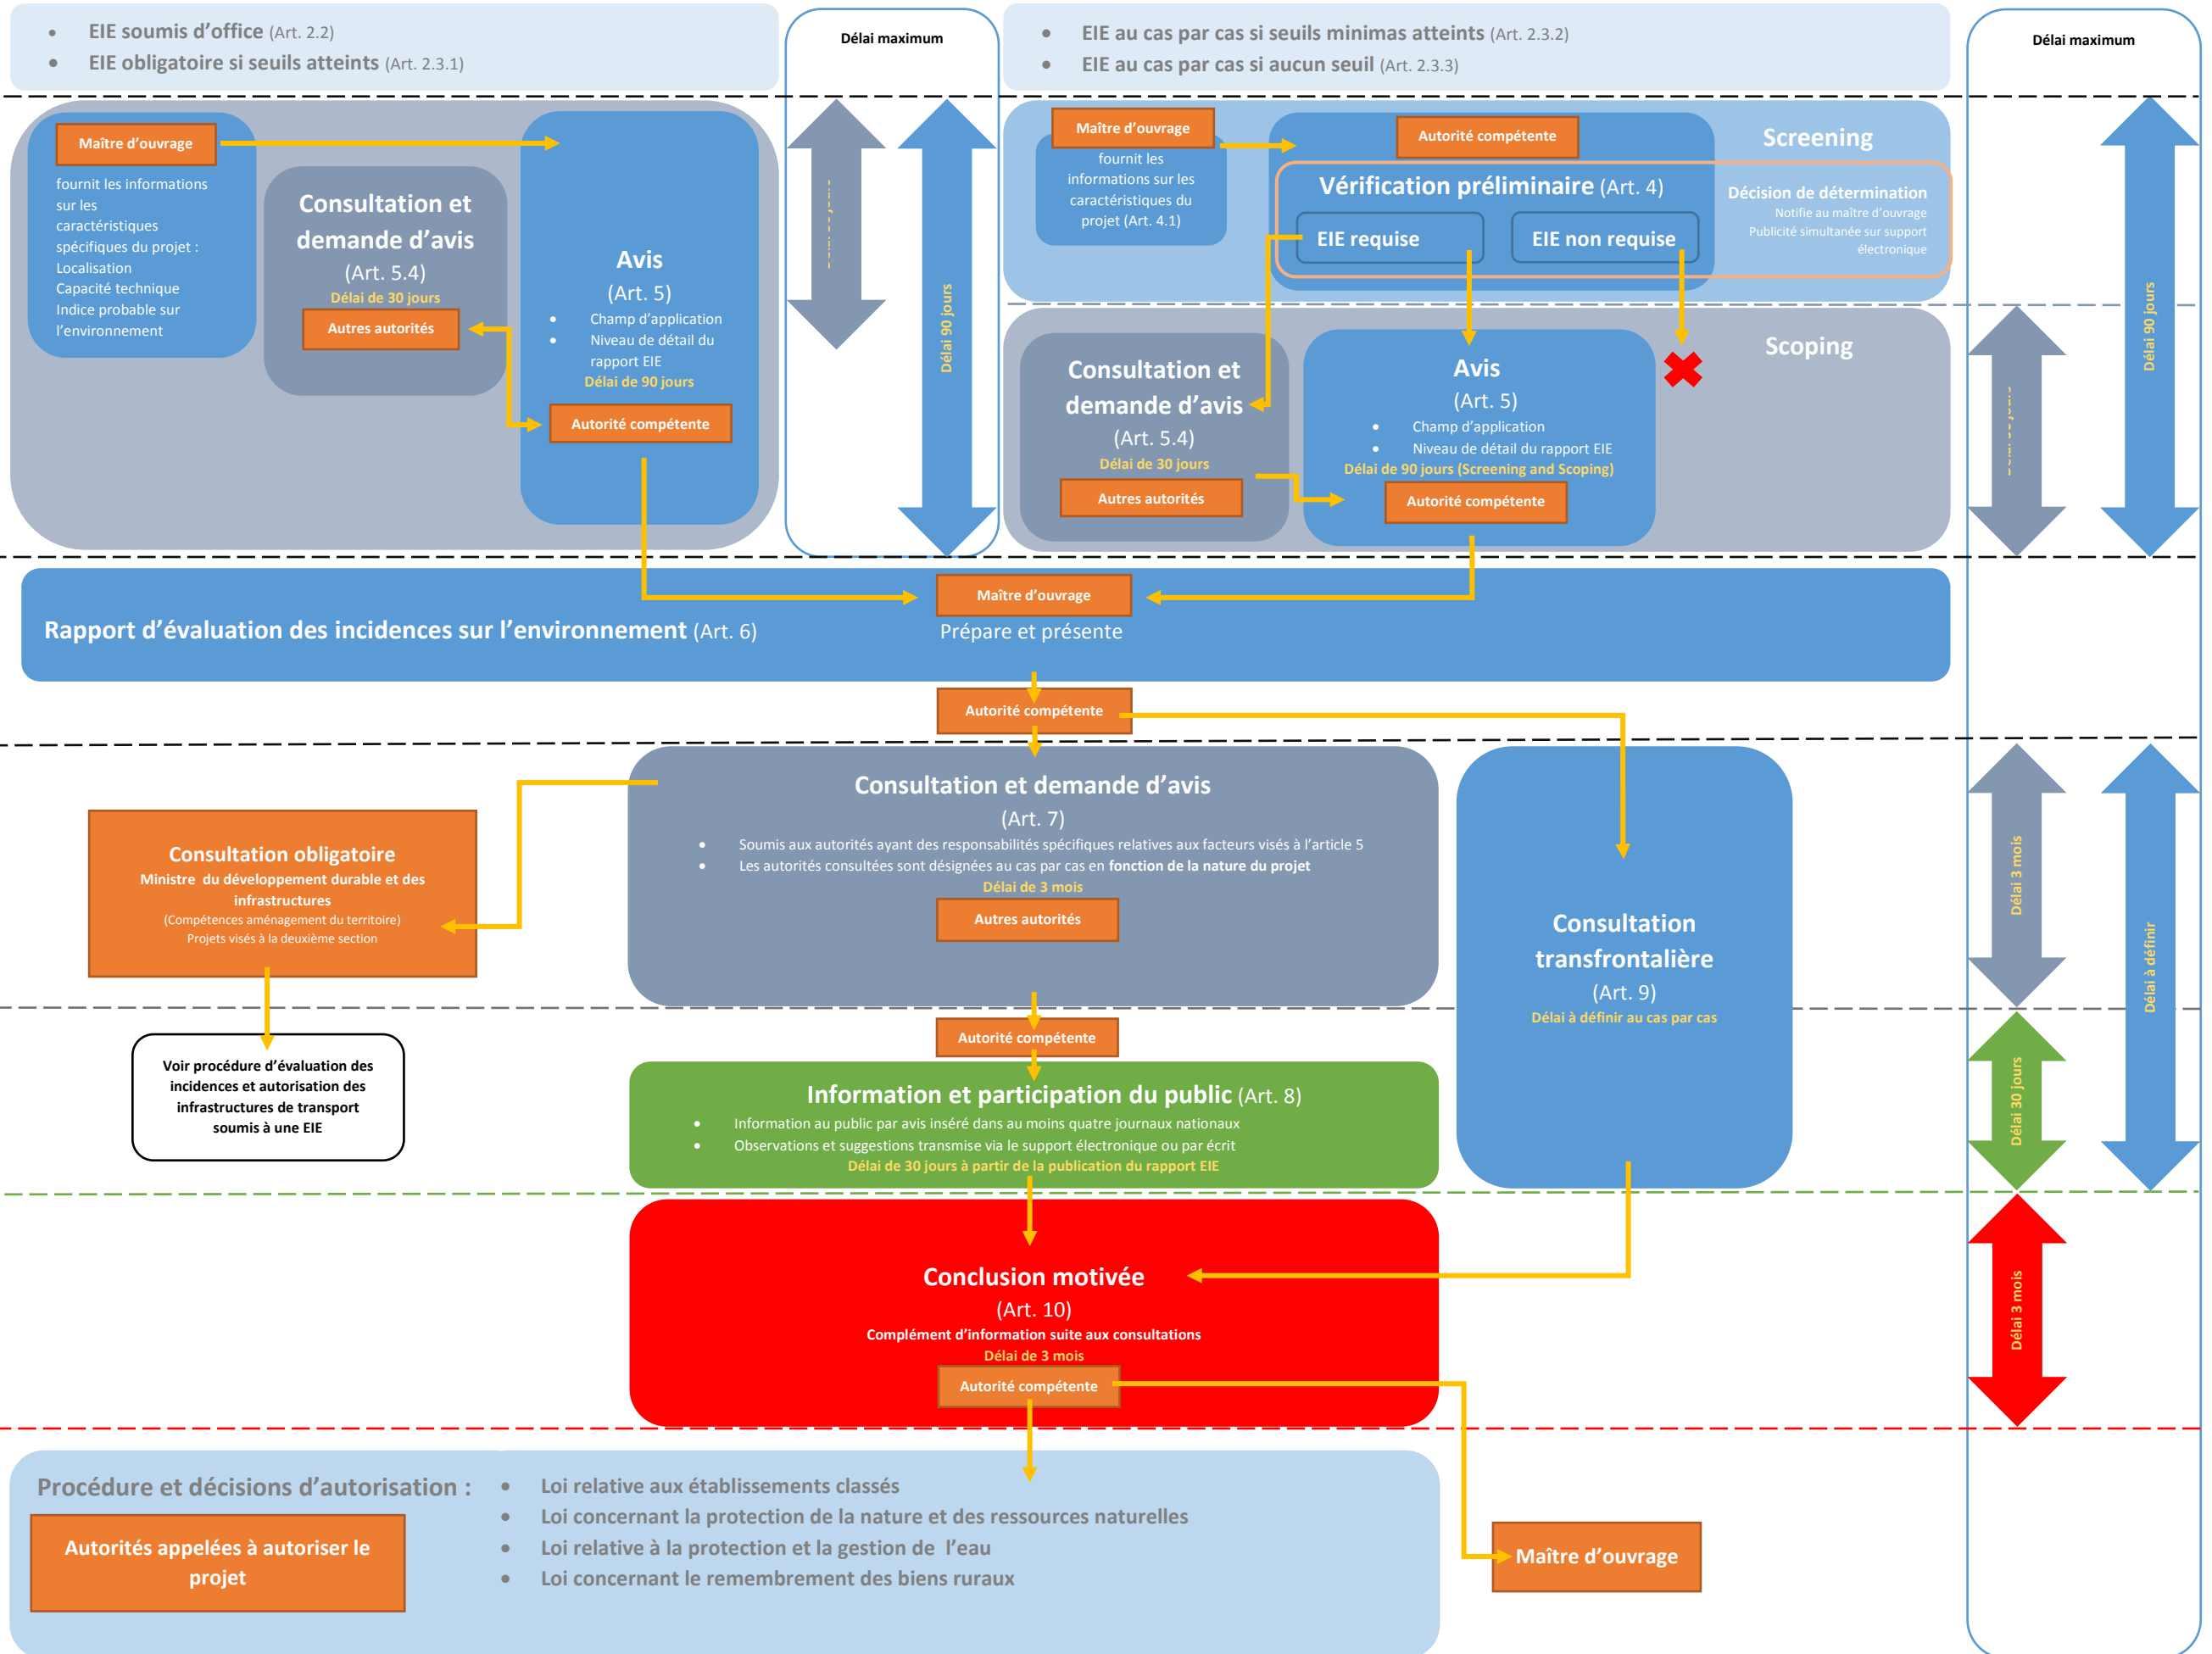 • EIE soumis d'office (Art. 2.2)
• EIE obligatoire si seuils atteints (Art. 2.3.1)
Délai maximum
• EIE au cas par cas si seuils minimas atteints (Art. 2.3.2)
• EIE au cas par cas si aucun seuil (Art. 2.3.3)
Délai maximum
Maître d'ouvrage
fournit les informations
sur les
caractéristiques
spécifiques du projet :
Localisation
Capacité technique
Indice probable sur
l'environnement
Consultation et
demande d'avis
(Art. 5.4)
Délai de 30 jours
Autres autorités
Avis
(Art. 5)
• Champ d'application
• Niveau de détail du
rapport EIE
Délai de 90 jours
Autorité compétente
Délai 90 jours
Maître d'ouvrage
fournit les
informations sur les
caractéristiques du
projet (Art. 4.1)
Autorité compétente
Vérification préliminaire (Art. 4)
EIE requise
EIE non requise
Screening
Décision de détermination
Notifie au maître d'ouvrage
Publicité simultanée sur support
électronique
Scoping
Consultation et
demande d'avis
(Art. 5.4)
Délai de 30 jours
Autres autorités
Avis
(Art. 5)
• Champ d'application
• Niveau de détail du rapport EIE
Délai de 90 jours (Screening and Scoping)
Autorité compétente
Délai 90 jours
Rapport d'évaluation des incidences sur l'environnement (Art. 6)
Maître d'ouvrage
Prépare et présente
Autorité compétente
Consultation et demande d'avis
(Art. 7)
• Soumis aux autorités ayant des responsabilités spécifiques relatives aux facteurs visés à l'article 5
• Les autorités consultées sont désignées au cas par cas en fonction de la nature du projet
Délai de 3 mois
Autres autorités
Consultation obligatoire
Ministre du développement durable et des
infrastructures
(Compétences aménagement du territoire)
Projets visés à la deuxième section
Voir procédure d'évaluation des
incidences et autorisation des
infrastructures de transport
soumis à une EIE
Consultation
transfrontalière
(Art. 9)
Délai à définir au cas par cas
Délai 3 mois
Délai à définir
Autorité compétente
Information et participation du public (Art. 8)
• Information au public par avis inséré dans au moins quatre journaux nationaux
• Observations et suggestions transmise via le support électronique ou par écrit
Délai de 30 jours à partir de la publication du rapport EIE
Délai 30 jours
Conclusion motivée
(Art. 10)
Complément d'information suite aux consultations
Délai de 3 mois
Autorité compétente
Délai 3 mois
Procédure et décisions d'autorisation :
Autorités appelées à autoriser le
projet
• Loi relative aux établissements classés
• Loi concernant la protection de la nature et des ressources naturelles
• Loi relative à la protection et la gestion de l'eau
• Loi concernant le remembrement des biens ruraux
Maître d'ouvrage